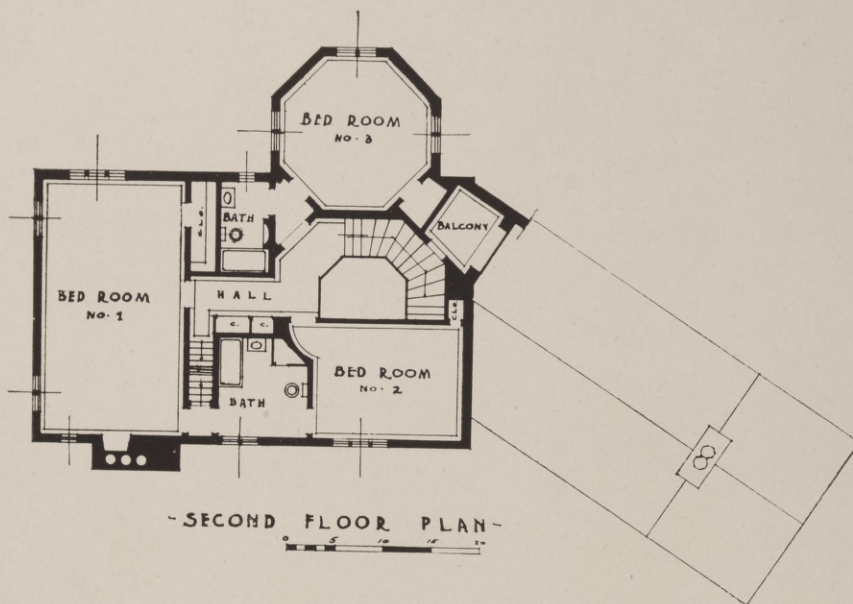 BED ROOM
NO. 3
BATH
CLO.
BALCONY
BED ROOM
NO. 1
HALL
CLO.
C.
C.
BED ROOM
NO. 2
BATH
- SECOND FLOOR PLAN -
0 5 10 15 20